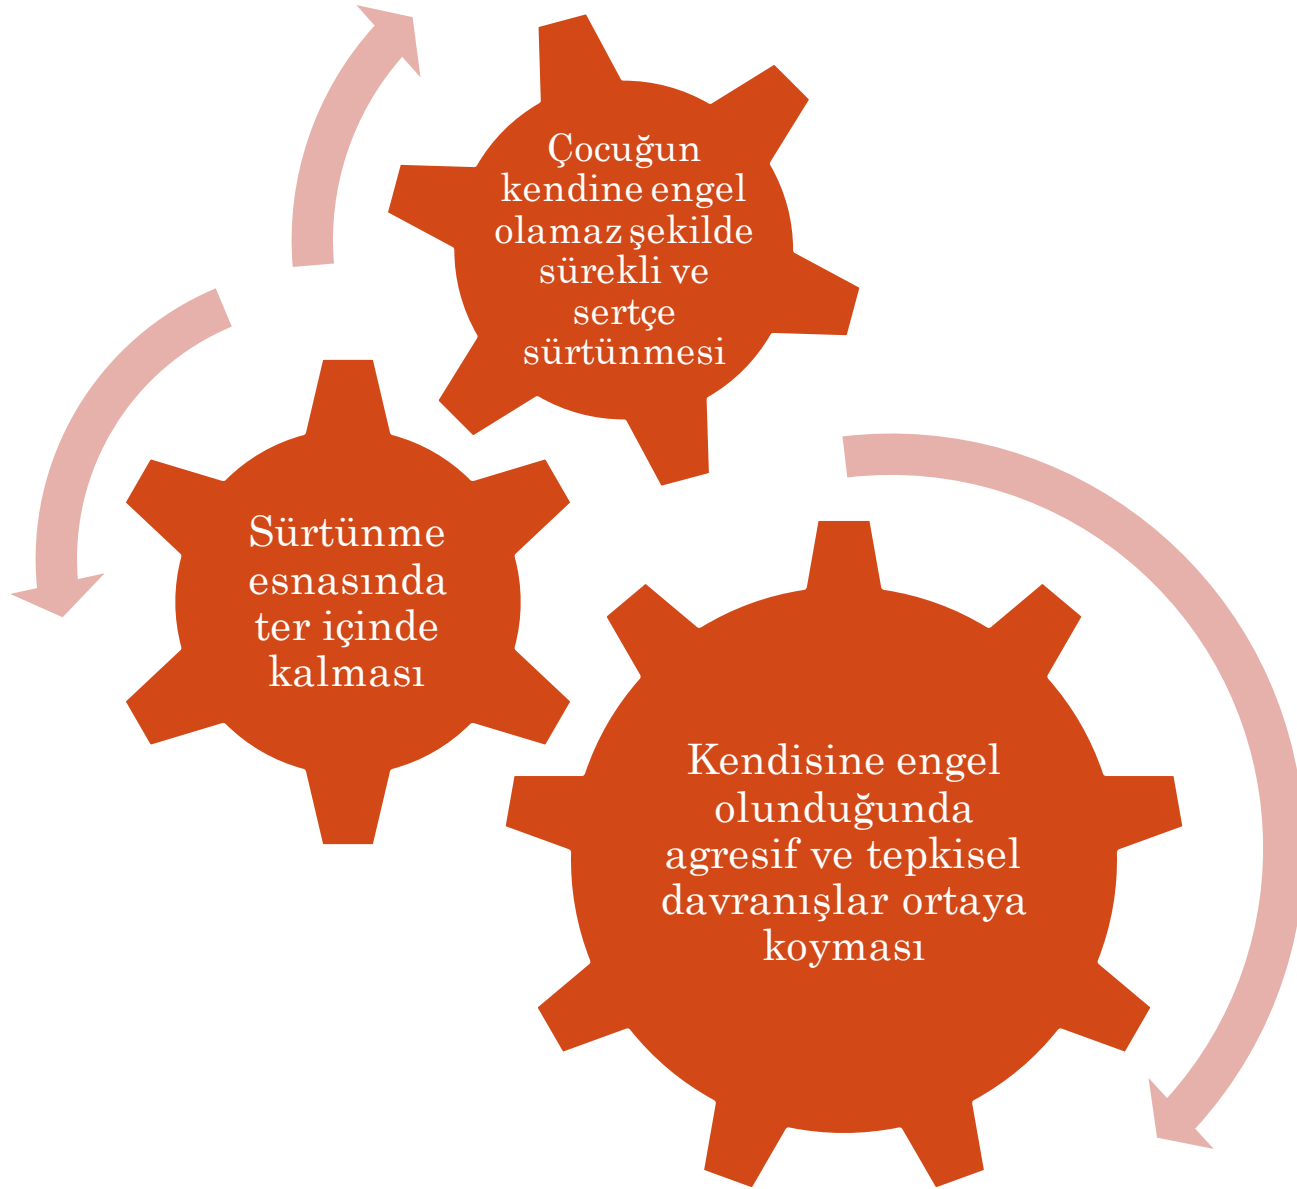 Çocuğun
kendine engel
olamaz şekilde
sürekli ve
sertçe
sürtünmesi
Sürtünme
esnasında
ter içinde
kalması
Kendisine engel
olunduğunda
agresif ve tepkisel
davranışlar ortaya
koyması